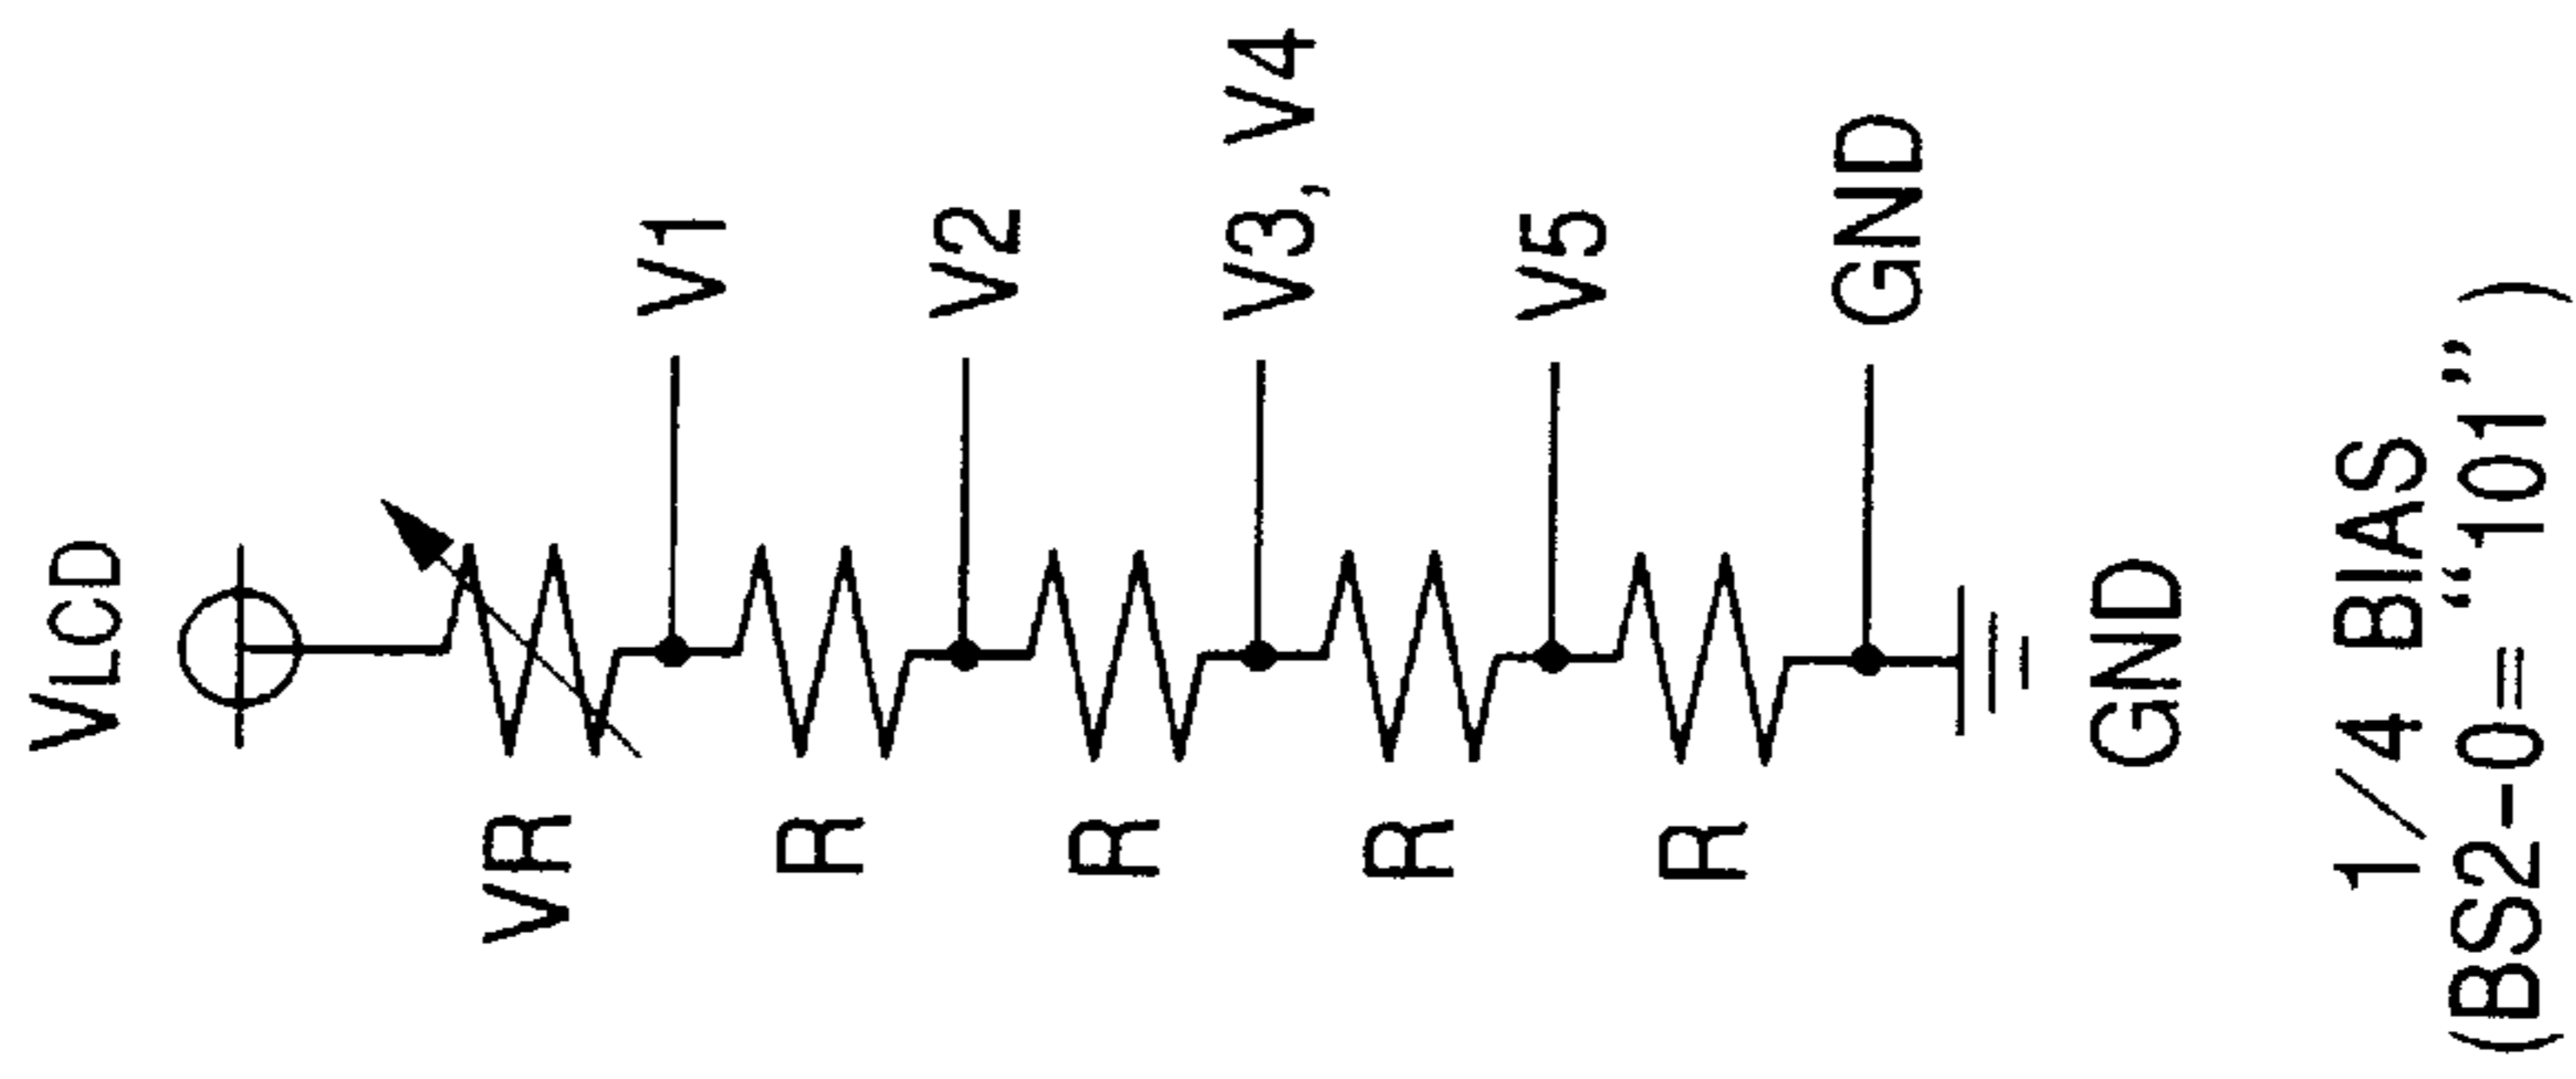 VLCD
VR
V1
R
V2
R
V3, V4
R
V5
R
GND
GND
1/4 BIAS
(BS2-0= “101”)